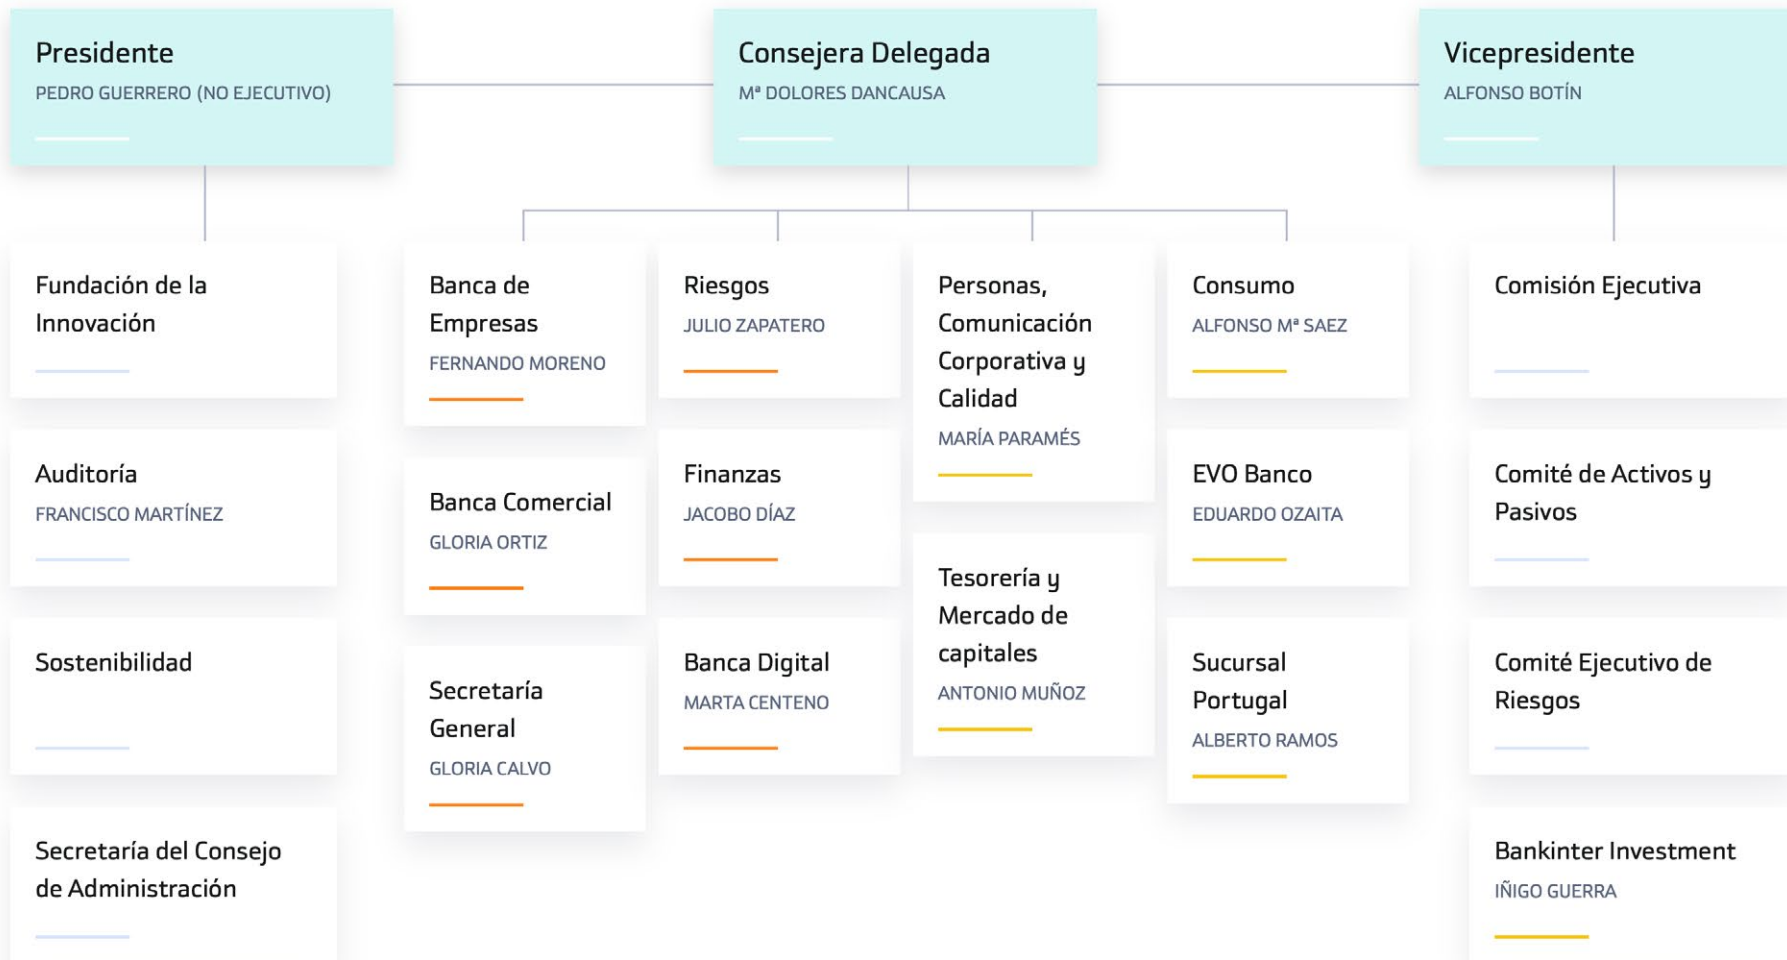 Presidente
PEDRO GUERRERO (NO EJECUTIVO)
Consejera Delegada
Mª DOLORES DANCAUSA
Vicepresidente
ALFONSO BOTÍN
Fundación de la
Innovación
Auditoría
FRANCISCO MARTÍNEZ
Sostenibilidad
Secretaría del Consejo
de Administración
Banca de
Empresas
FERNANDO MORENO
Banca Comercial
GLORIA ORTIZ
Secretaría
General
GLORIA CALVO
Riesgos
JULIO ZAPATERO
Finanzas
JACOBO DÍAZ
Banca Digital
MARTA CENTENO
Personas,
Comunicación
Corporativa y
Calidad
MARÍA PARAMÉS
Tesorería y
Mercado de
capitales
ANTONIO MUÑOZ
Consumo
ALFONSO Mª SAEZ
EVO Banco
EDUARDO OZAITA
Sucursal
Portugal
ALBERTO RAMOS
Comisión Ejecutiva
Comité de Activos y
Pasivos
Comité Ejecutivo de
Riesgos
Bankinter Investment
IÑIGO GUERRA